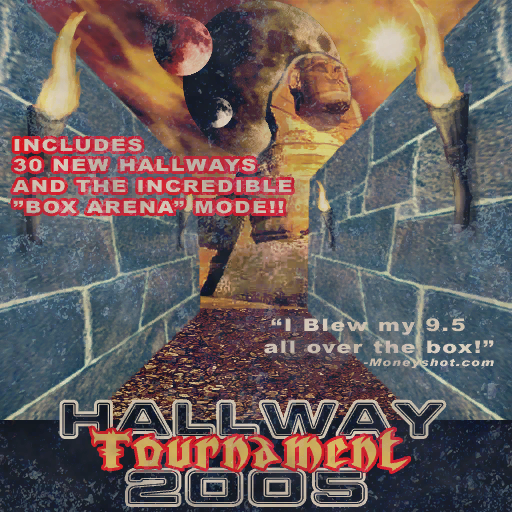 INCLUDES
30 NEW HALLWAYS
AND THE INCREDIBLE
"BOX ARENA" MODE!!
“I Blew my 9.5
all over the box!”
-Moneyshot.com
HALLWAY
Tournament
2005